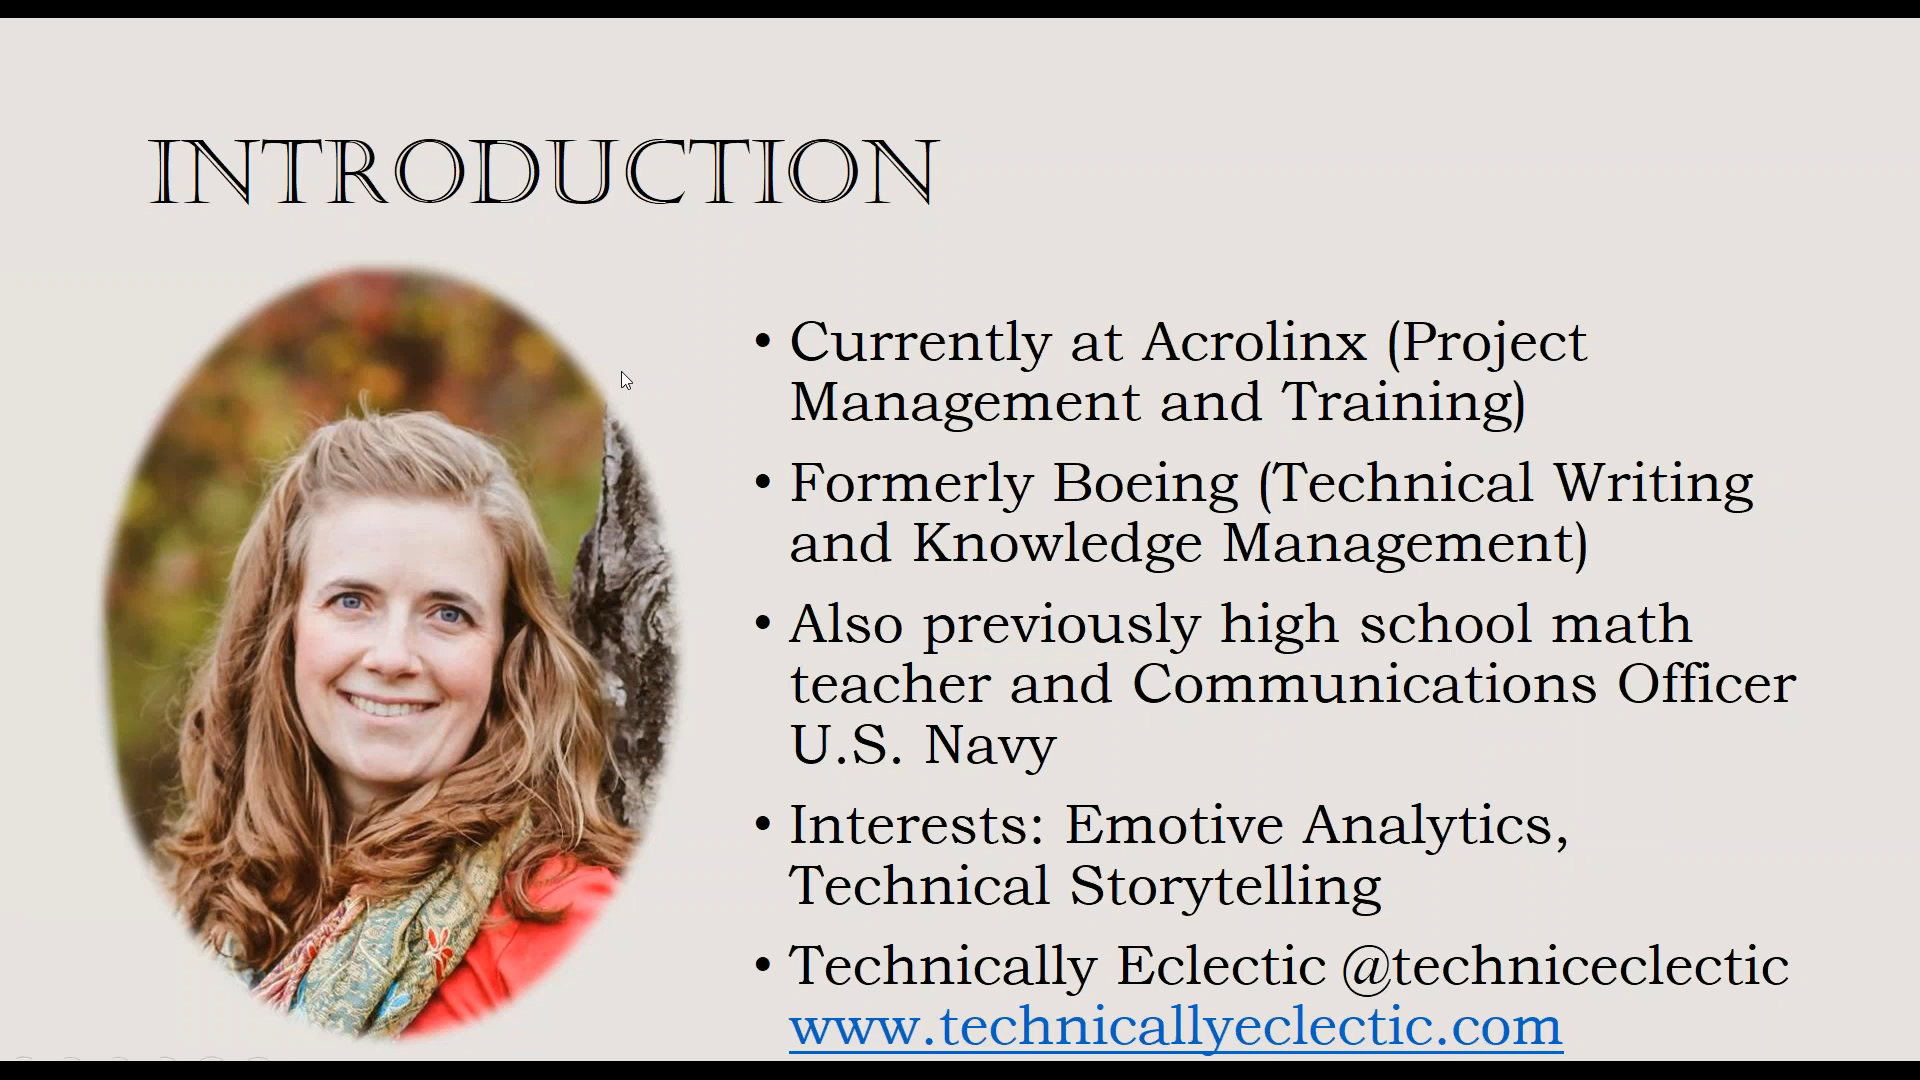 INTRODUCTION
• Currently at Acrolinx (Project
Management and Training)
• Formerly Boeing (Technical Writing
and Knowledge Management)
• Also previously high school math
teacher and Communications Officer
U.S. Navy
• Interests: Emotive Analytics,
Technical Storytelling
• Technically Eclectic @techniceclectic
www.technicallyeclectic.com